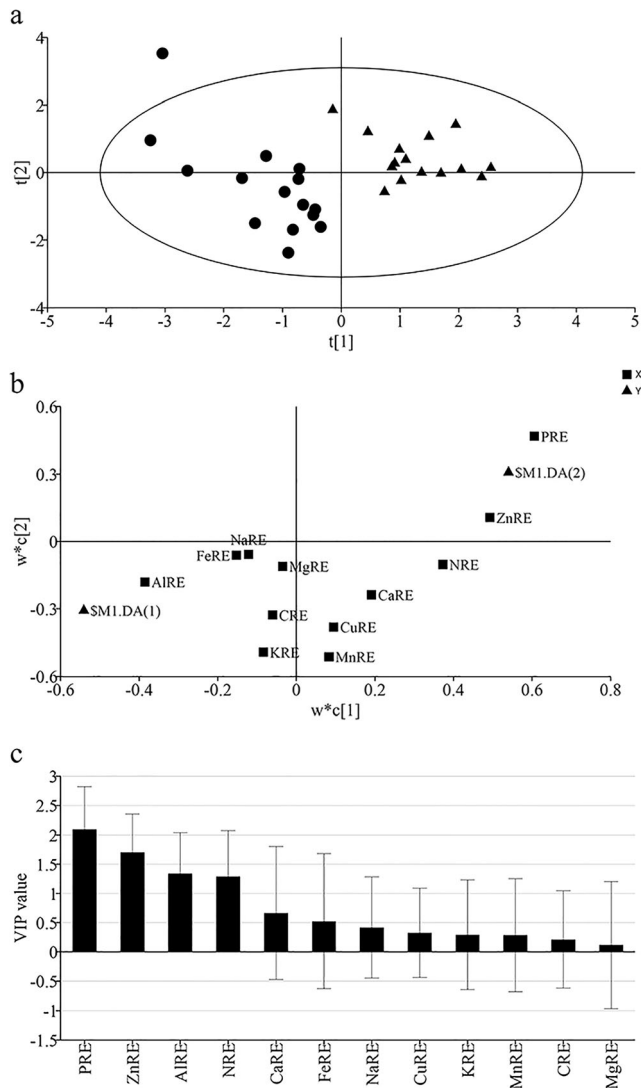 a
4
2
0
-2
-4
t[2]
-5 -4 -3 -2 -1 0 1 2 3 4 5
t[1]
b
X
Y
0.6
0.3
0
-0.3
-0.6
w*c[2]
PRE
$M1.DA(2)
ZnRE
NaRE
FeRE
MgRE
NRE
AlRE
CaRE
$M1.DA(1)
CRE
CuRE
KRE
MnRE
-0.6 -0.4 -0.2 0 0.2 0.4 0.6 0.8
w*c[1]
c
3
2.5
2
1.5
1
0.5
0
-0.5
-1
-1.5
VIP value
PRE
ZnRE
AlRE
NRE
CaRE
FeRE
NaRE
CuRE
KRE
MnRE
CRE
MgRE